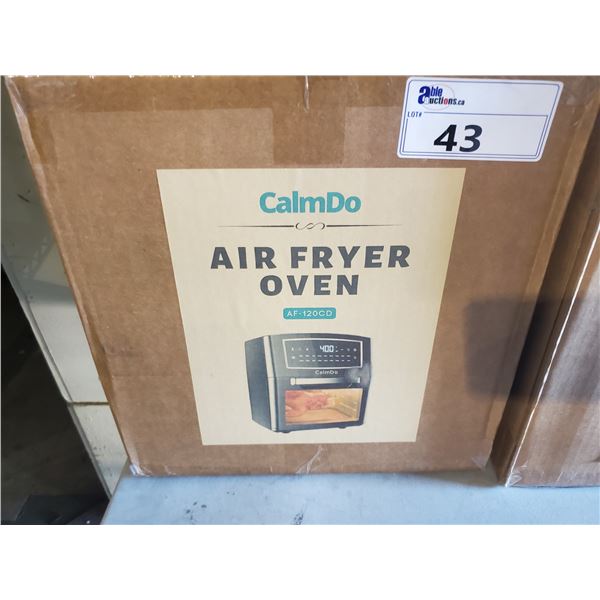 able
auctions.ca
LOT#
43
CalmDo
AIR FRYER
OVEN
AF-120CD
400
CalmDo